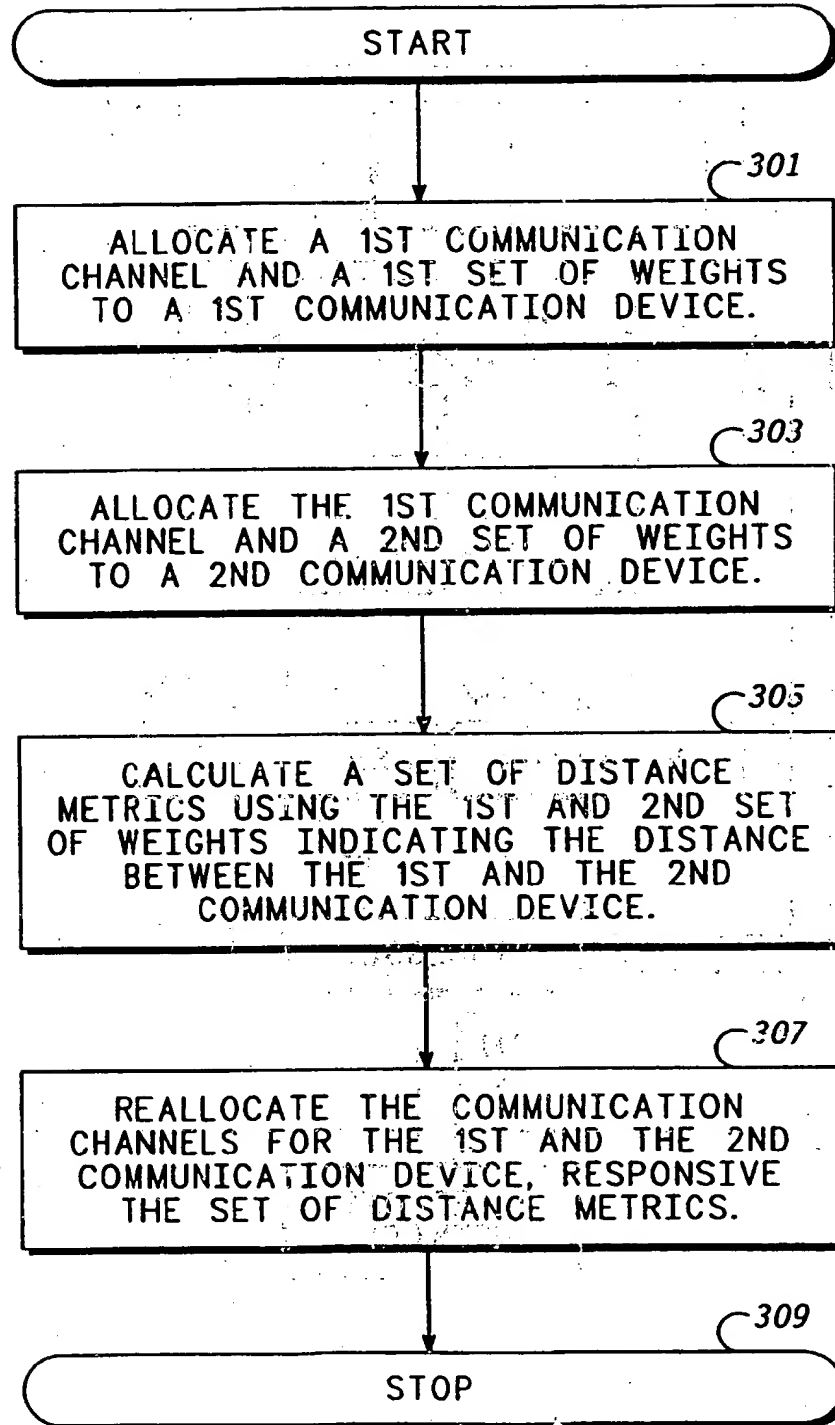 START
301
ALLOCATE A 1ST COMMUNICATION
CHANNEL AND A 1ST SET OF WEIGHTS
TO A 1ST COMMUNICATION DEVICE.
303
ALLOCATE THE 1ST COMMUNICATION
CHANNEL AND A 2ND SET OF WEIGHTS
TO A 2ND COMMUNICATION DEVICE.
305
CALCULATE A SET OF DISTANCE
METRICS USING THE 1ST AND 2ND SET
OF WEIGHTS INDICATING THE DISTANCE
BETWEEN THE 1ST AND THE 2ND
COMMUNICATION DEVICE.
307
REALLOCATE THE COMMUNICATION
CHANNELS FOR THE 1ST AND THE 2ND
COMMUNICATION DEVICE, RESPONSIVE
THE SET OF DISTANCE METRICS.
309
STOP